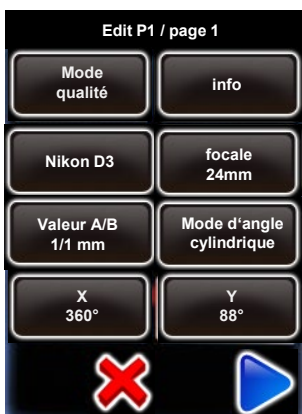 Edit P1 / page 1
Mode
qualité
info
Nikon D3
focale
24mm
Valeur A/B
1/1 mm
Mode d‘angle
cylindrique
X
360°
Y
88°